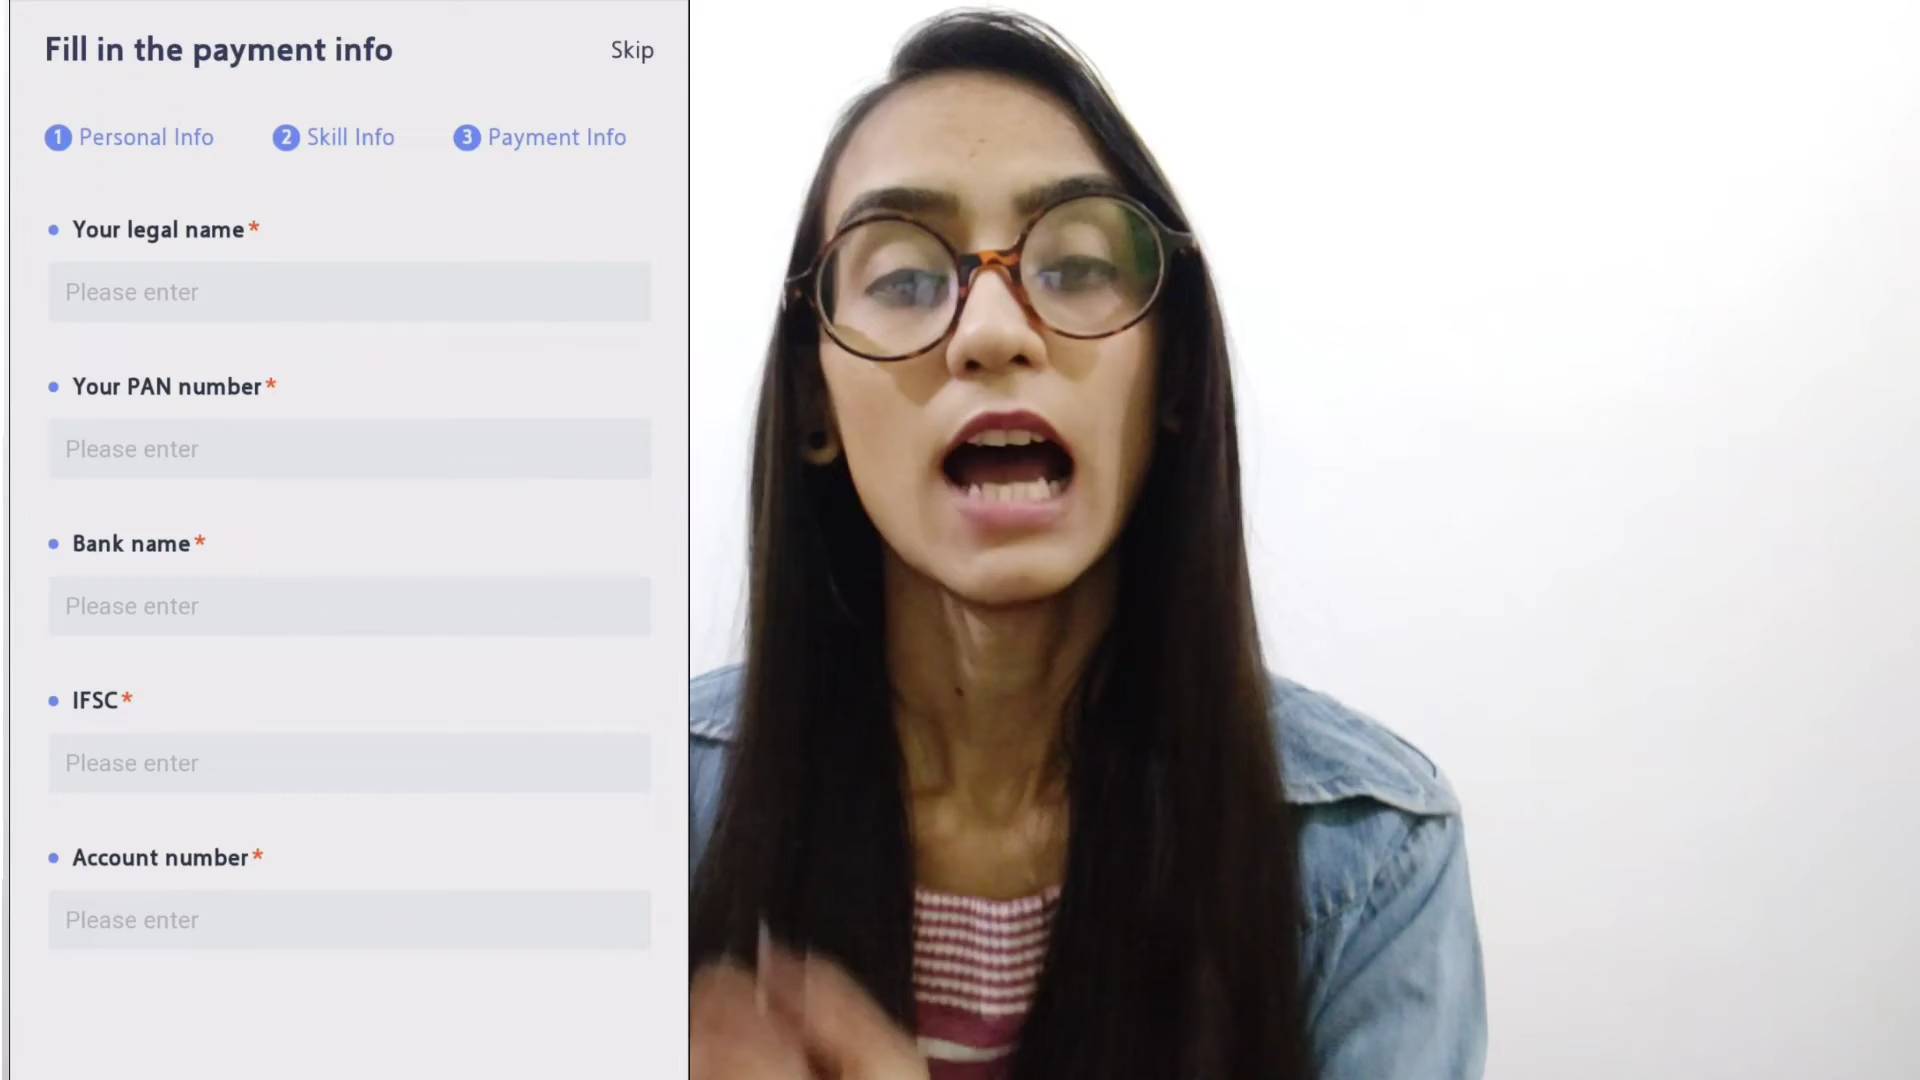 Fill in the payment info
Skip
1 Personal Info
2 Skill Info
3 Payment Info
Your legal name*
Please enter
Your PAN number*
Please enter
Bank name*
Please enter
IFSC*
Please enter
Account number*
Please enter